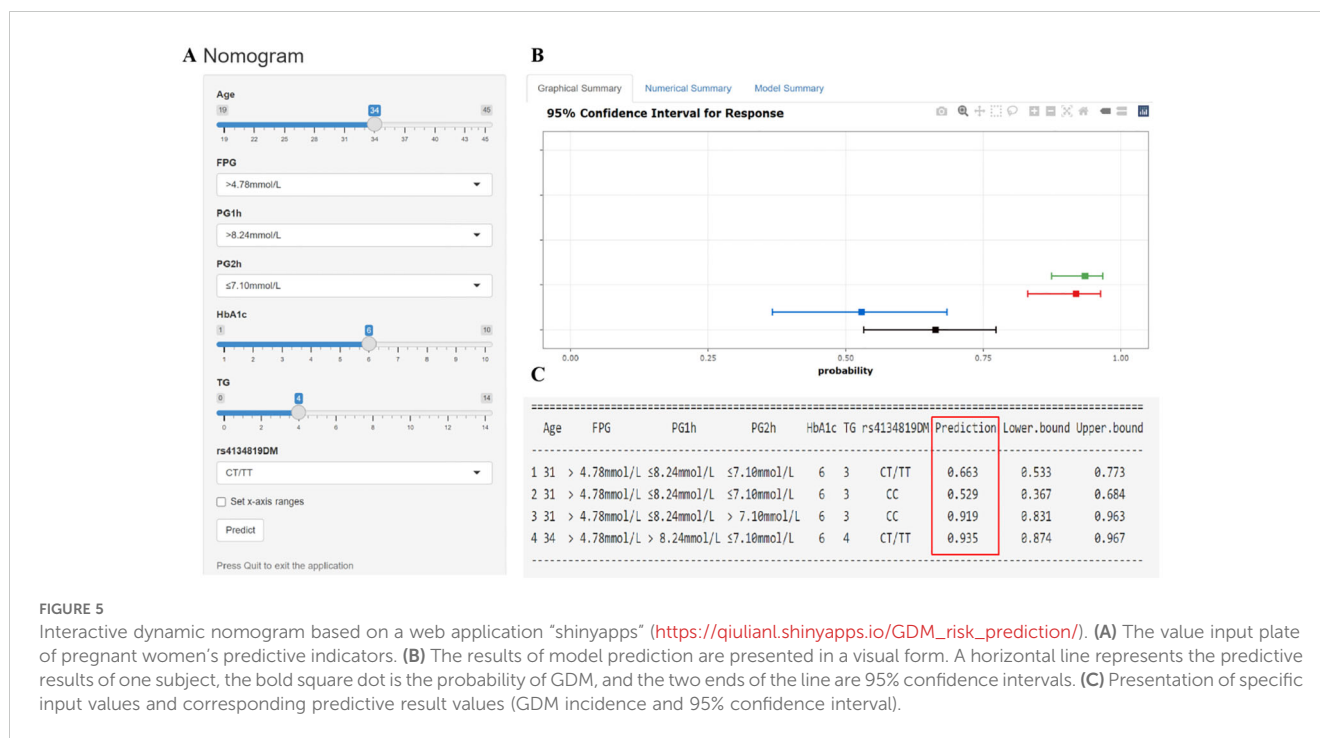 A Nomogram
Age
19 34 45
19 22 25 28 31 34 37 40 43 45
FPG
>4.78mmol/L
PG1h
>8.24mmol/L
PG2h
≤7.10mmol/L
HbA1c
1 6 10
1 2 3 4 5 6 7 8 9 10
TG
0 4 14
0 2 4 6 8 10 12 14
rs4134819DM
CT/TT
Set x-axis ranges
Predict
Press Quit to exit the application
B
Graphical Summary Numerical Summary Model Summary
95% Confidence Interval for Response
0.00 0.25 0.50 0.75 1.00
probability
C
Age FPG PG1h PG2h HbA1c TG rs4134819DM Prediction Lower.bound Upper.bound
1 31 > 4.78mmol/L ≤8.24mmol/L ≤7.10mmol/L 6 3 CT/TT 0.663 0.533 0.773
2 31 > 4.78mmol/L ≤8.24mmol/L ≤7.10mmol/L 6 3 CC 0.529 0.367 0.684
3 31 > 4.78mmol/L ≤8.24mmol/L > 7.10mmol/L 6 3 CC 0.919 0.831 0.963
4 34 > 4.78mmol/L > 8.24mmol/L ≤7.10mmol/L 6 4 CT/TT 0.935 0.874 0.967
FIGURE 5
Interactive dynamic nomogram based on a web application “shinyapps” (https://qiulianl.shinyapps.io/GDM_risk_prediction/). (A) The value input plate
of pregnant women’s predictive indicators. (B) The results of model prediction are presented in a visual form. A horizontal line represents the predictive
results of one subject, the bold square dot is the probability of GDM, and the two ends of the line are 95% confidence intervals. (C) Presentation of specific
input values and corresponding predictive result values (GDM incidence and 95% confidence interval).